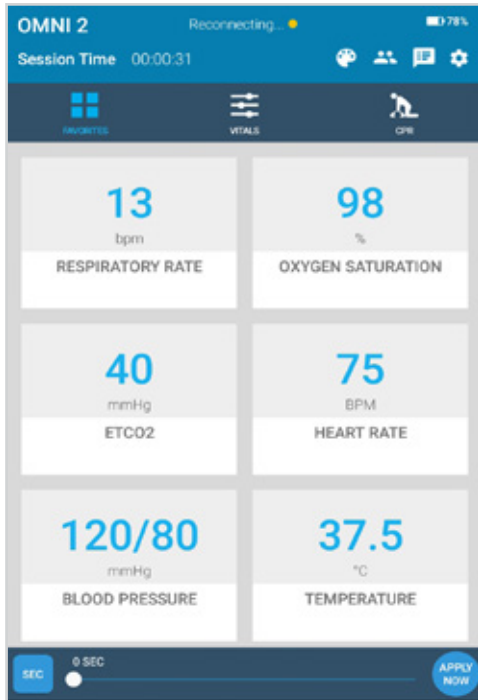 OMNI 2 Reconnecting... 78%
Session Time 00:00:31
FAVORITES VITALS CPR
13 98
bpm %
RESPIRATORY RATE OXYGEN SATURATION
40 75
mmHg BPM
ETCO2 HEART RATE
120/80 37.5
mmHg °C
BLOOD PRESSURE TEMPERATURE
0 SEC
SEC APPLY
NOW